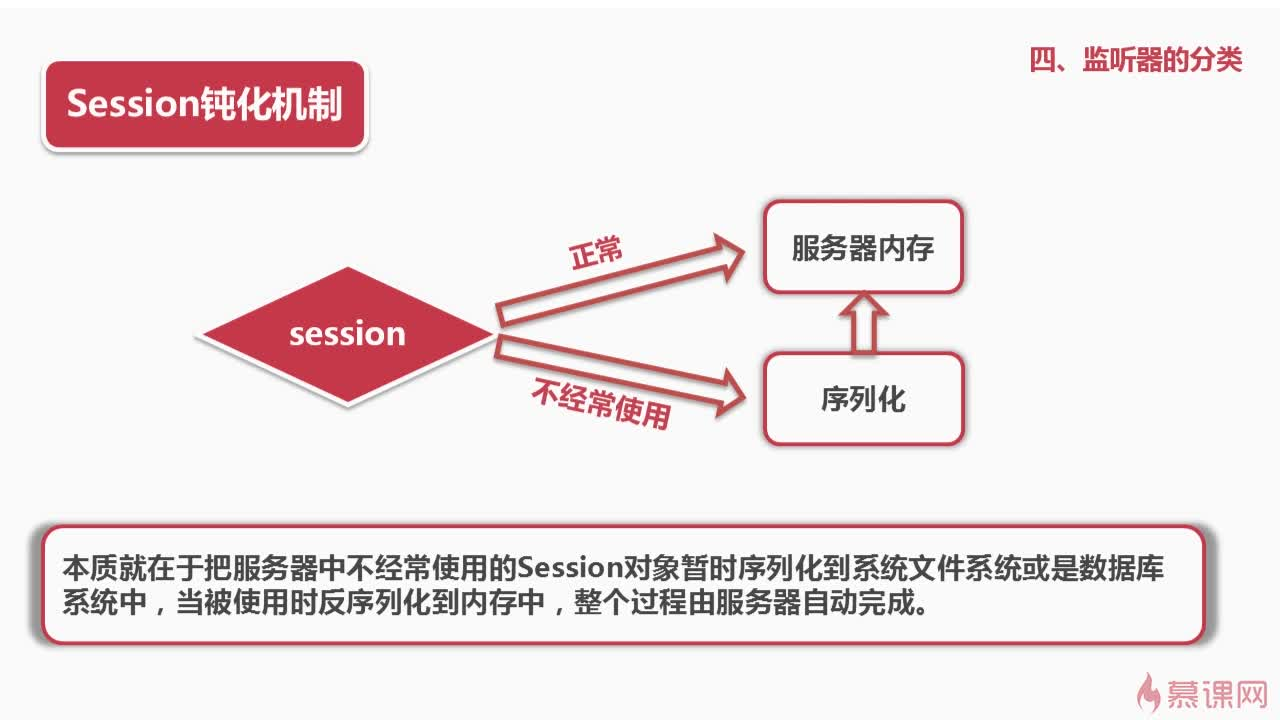 四、监听器的分类
Session钝化机制
正常
服务器内存
session
不经常使用
序列化
本质就在于把服务器中不经常使用的Session对象暂时序列化到系统文件系统或是数据库
系统中，当被使用时反序列化到内存中，整个过程由服务器自动完成。
慕课网